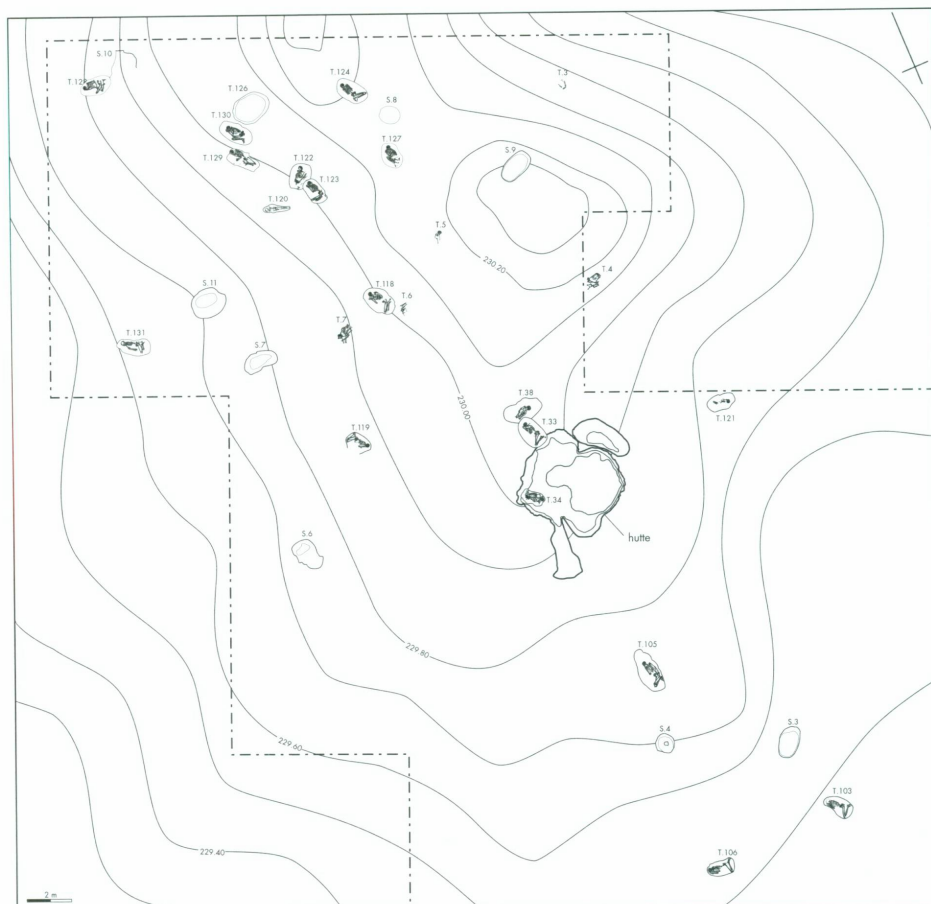 S.10
T.128
T.126
T.124
T.3
S.8
T.130
T.127
T.129
T.122
S.9
T.123
T.120
T.5
230.20
T.4
S.11
T.118
T.6
T.7
T.131
S.7
T.38
T.121
230.00
T.33
T.119
T.34
hutte
S.6
229.80
T.105
S.4
S.3
229.60
T.103
229.40
T.106
2 m